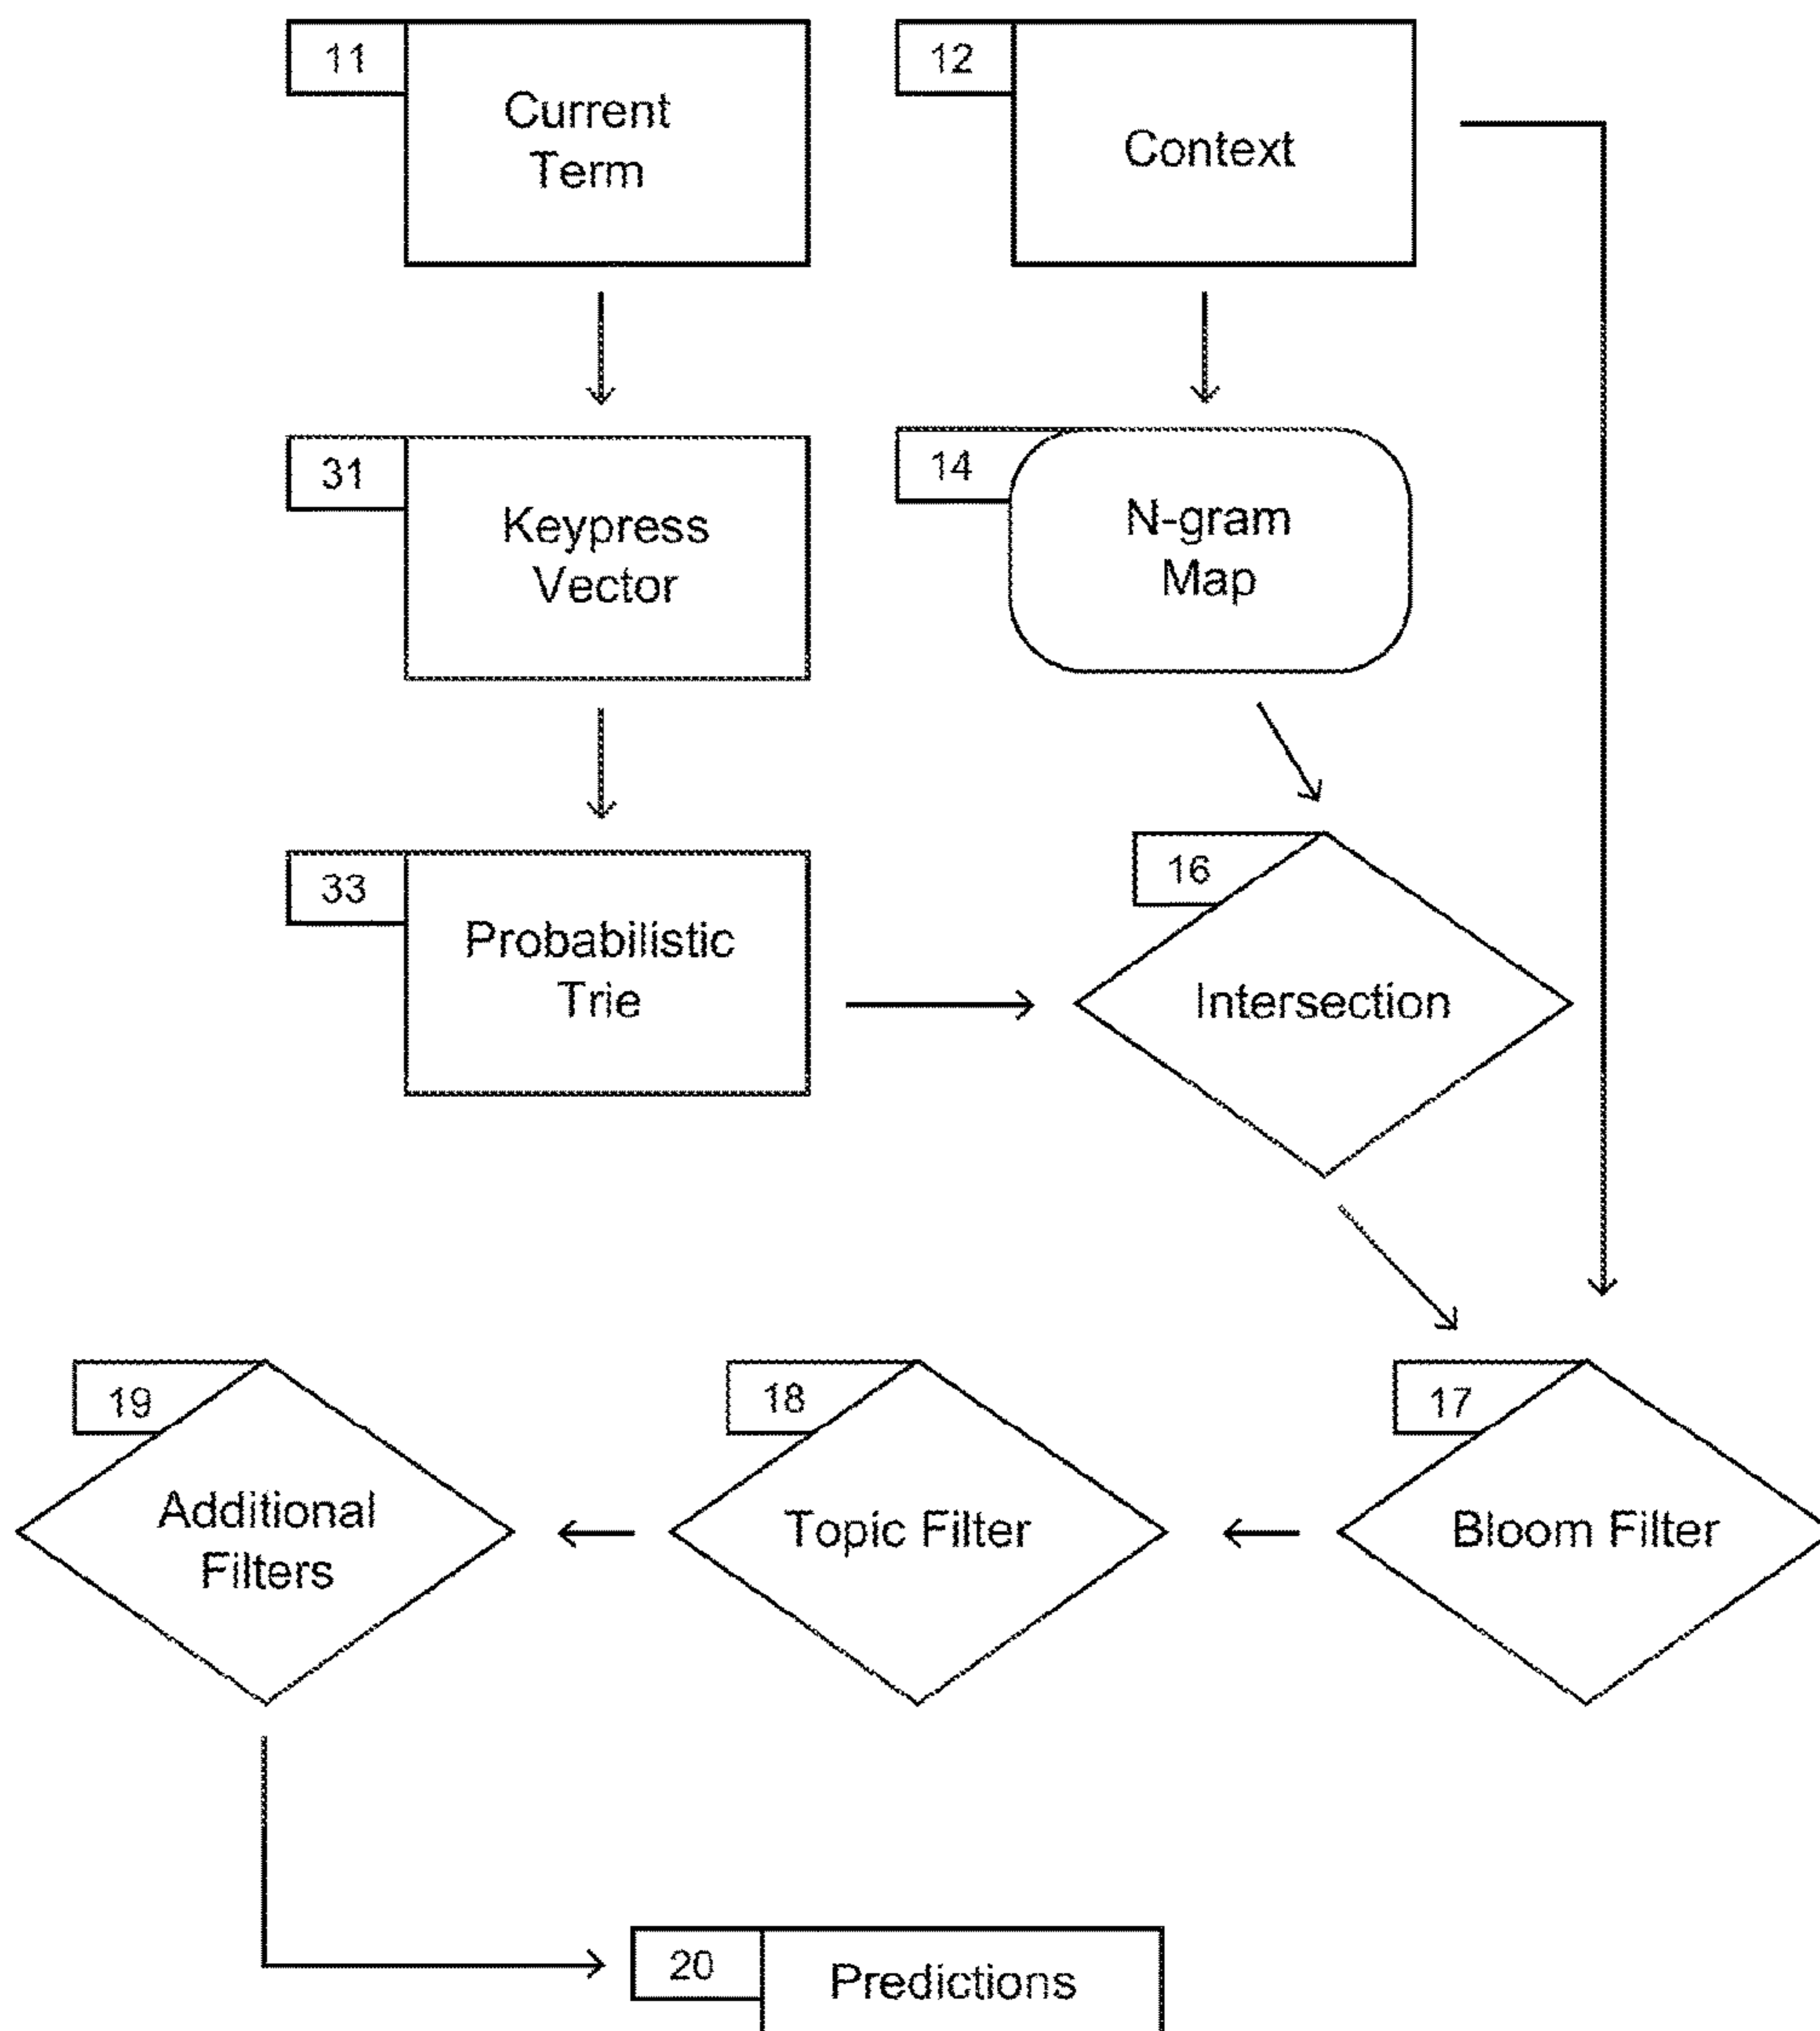 11
Current
Term
12
Context
31
Keypress
Vector
14
N-gram
Map
33
Probabilistic
Trie
16
Intersection
19
Additional
Filters
18
Topic Filter
17
Bloom Filter
20
Predictions